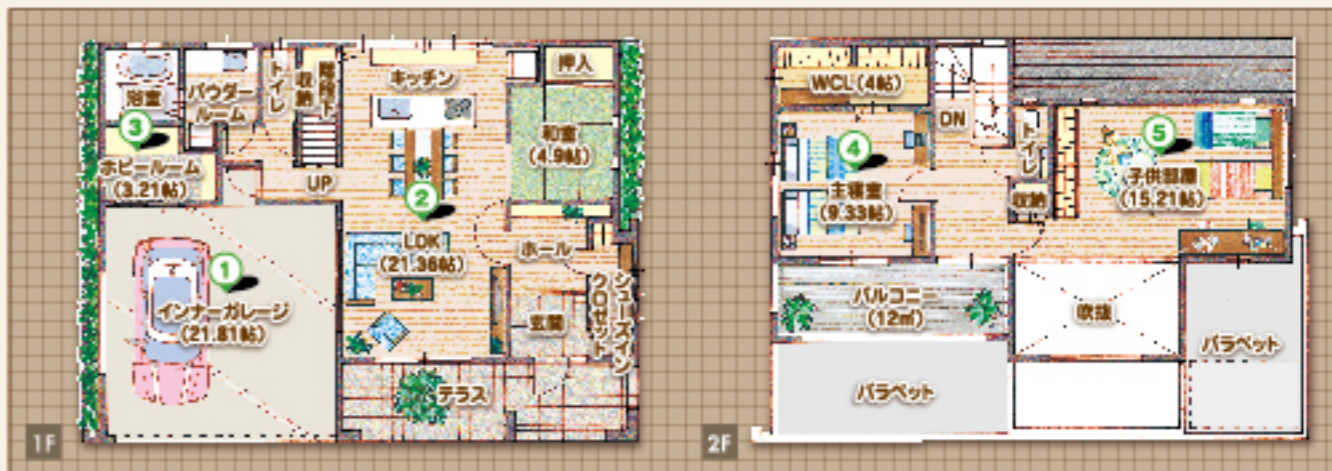 浴室
パウダー
ルーム
トイレ
収納
階段下
キッチン
押入
和室
(4.9帖)
3
ホビールーム
(3.21帖)
UP
2
LDK
(21.36帖)
ホール
シューズイン
クロゼット
玄関
1
インナーガレージ
(21.81帖)
テラス
1F
WCL(4帖)
DN
トイレ
収納
4
主寝室
(9.33帖)
5
子供部屋
(15.21帖)
バルコニー
(12㎡)
吹抜
パラペット
パラペット
2F